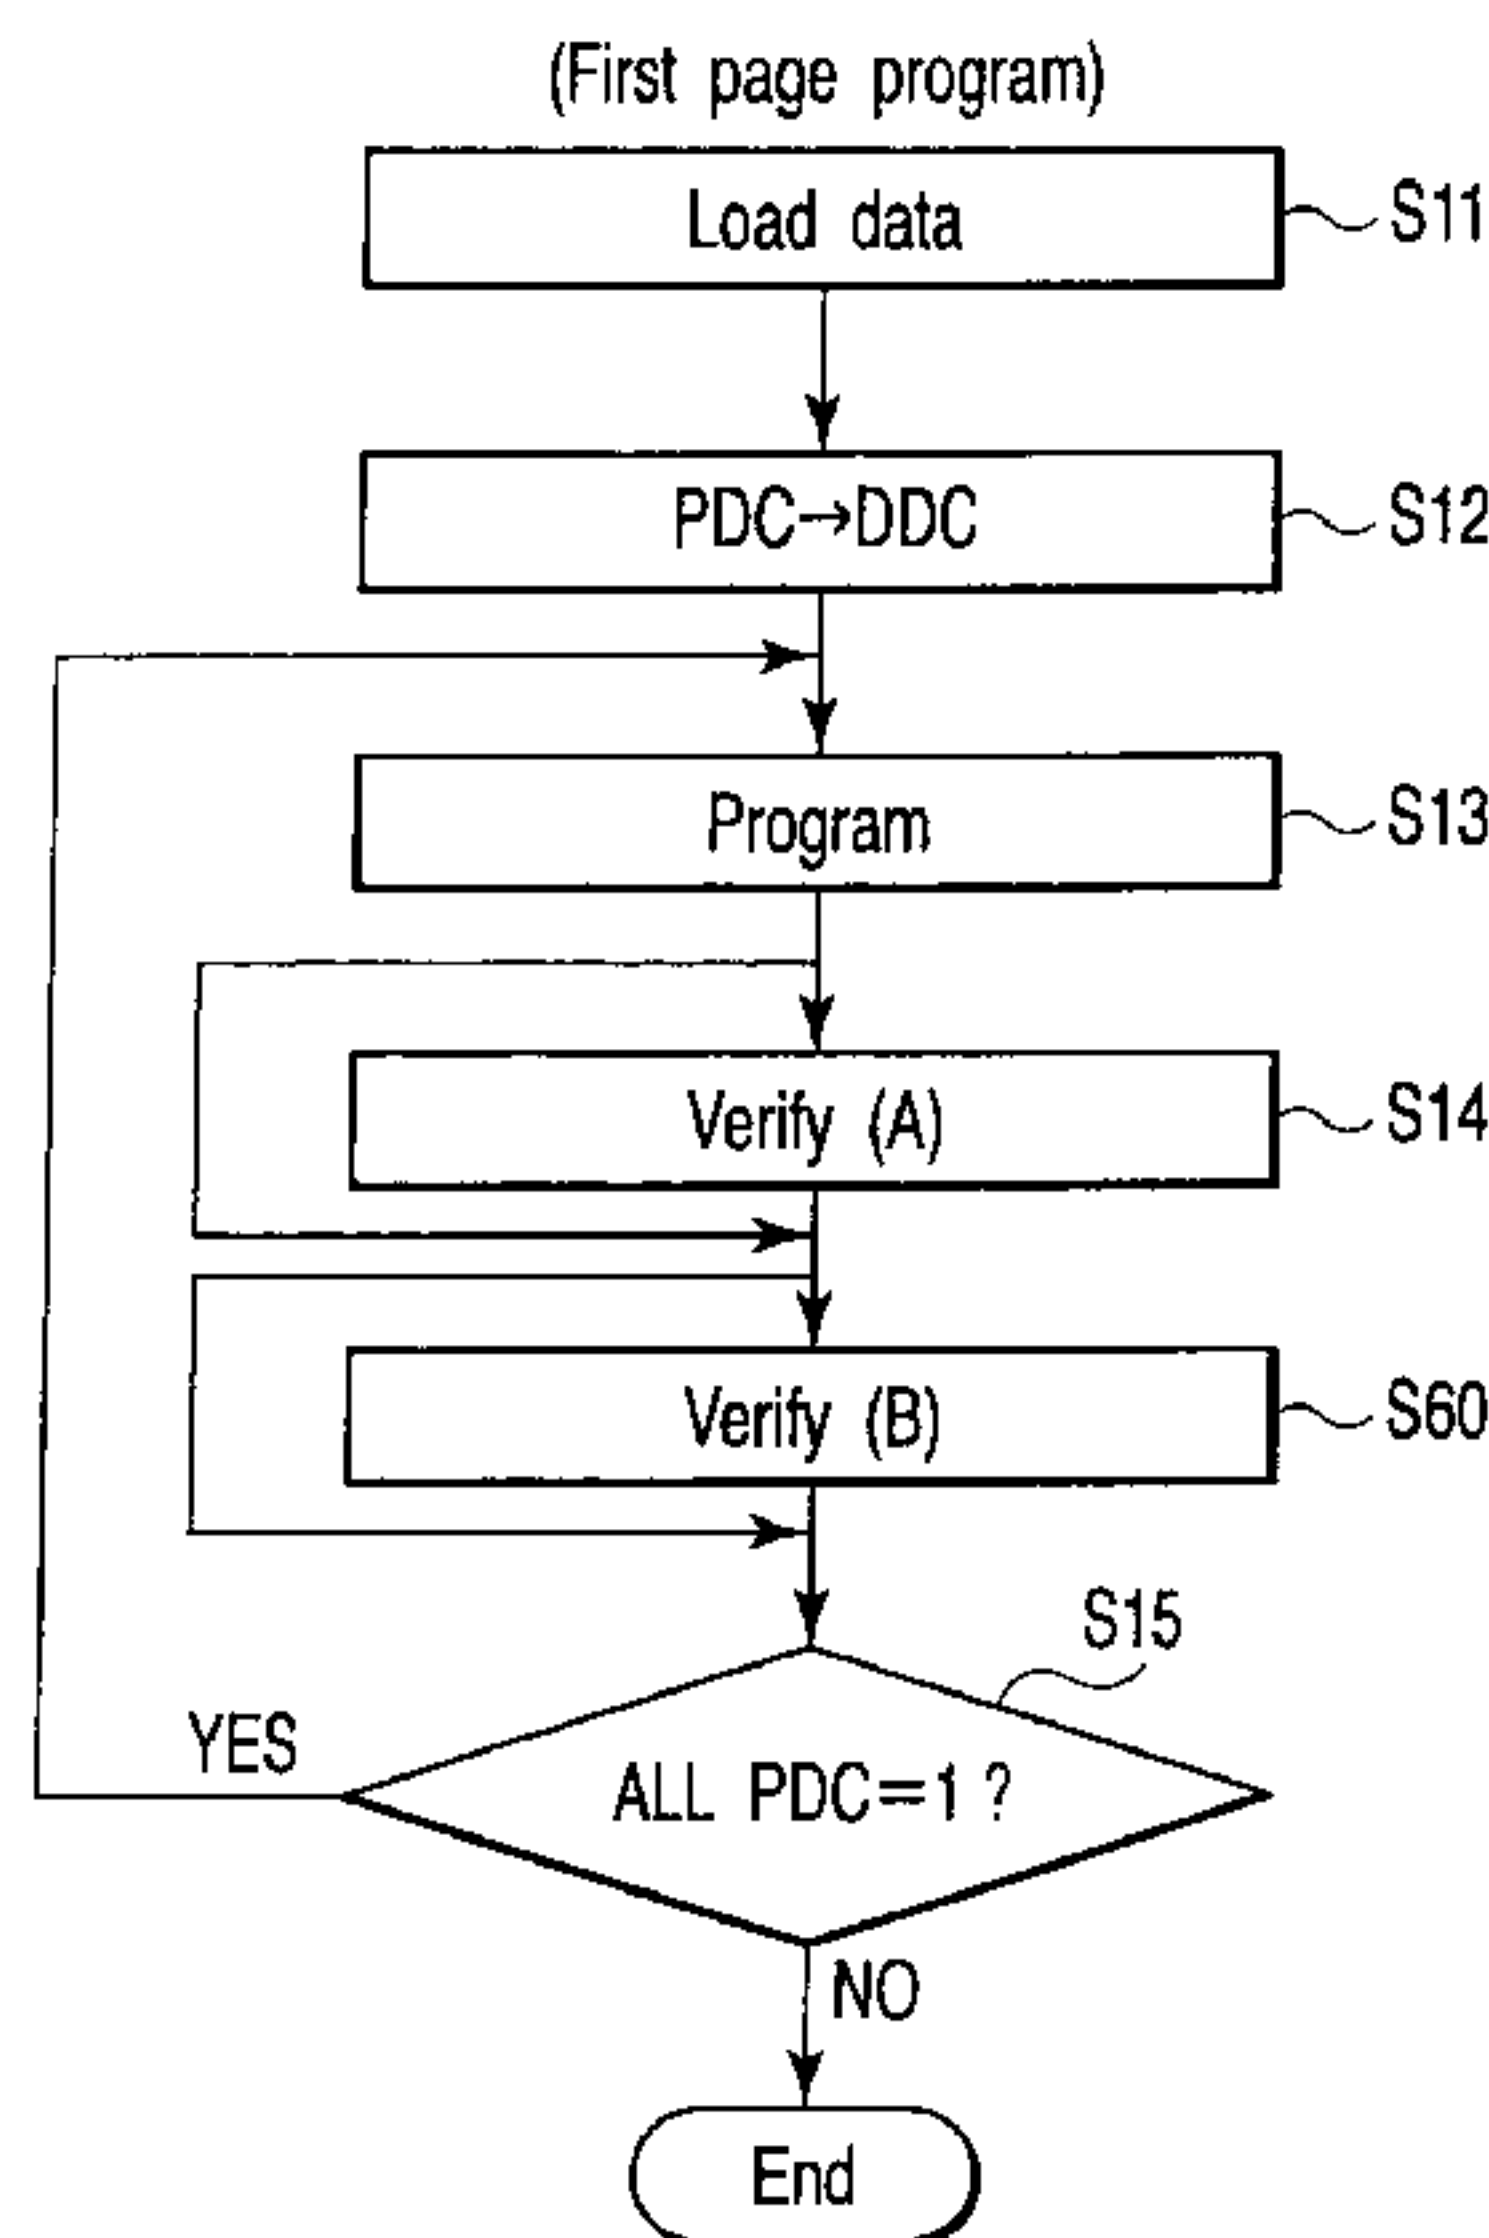 (First page program)
Load data
S11
PDC→DDC
S12
Program
S13
Verify (A)
S14
Verify (B)
S60
S15
YES
ALL PDC=1 ?
NO
End